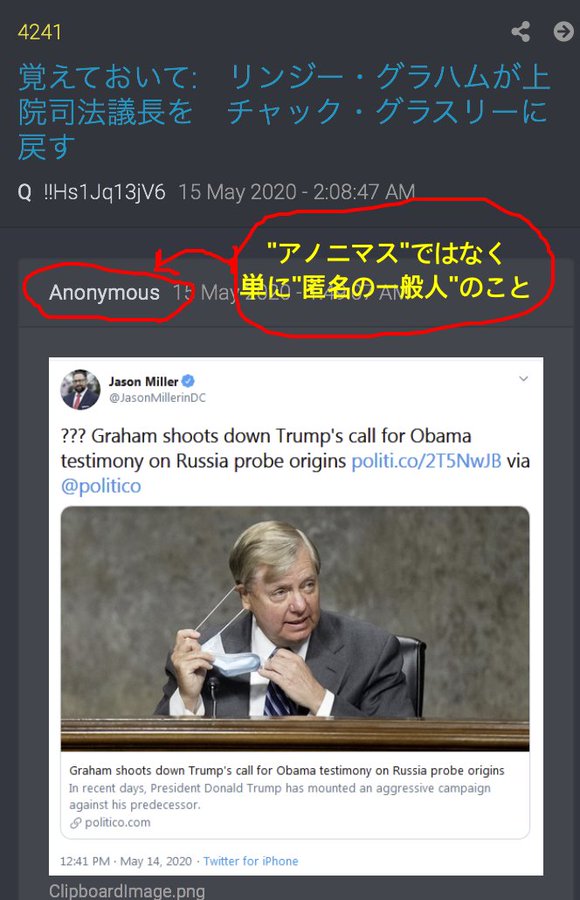 4241
覚えておいて:　リンジー・グラハムが上
院司法議長を　チャック・グラスリーに
戻す
Q !!Hs1Jq13jV6 15 May 2020 - 2:08:47 AM
"アノニマス"ではなく
単に"匿名の一般人"のこと
Anonymous 15 May 2020 AM
Jason Miller
@JasonMillerinDC
??? Graham shoots down Trump's call for Obama
testimony on Russia probe origins politi.co/2T5NwJB via
@politico
Graham shoots down Trump's call for Obama testimony on Russia probe origins
In recent days, President Donald Trump has mounted an aggressive campaign
against his predecessor.
politico.com
12:41 PM · May 14, 2020 · Twitter for iPhone
ClipboardImage.png